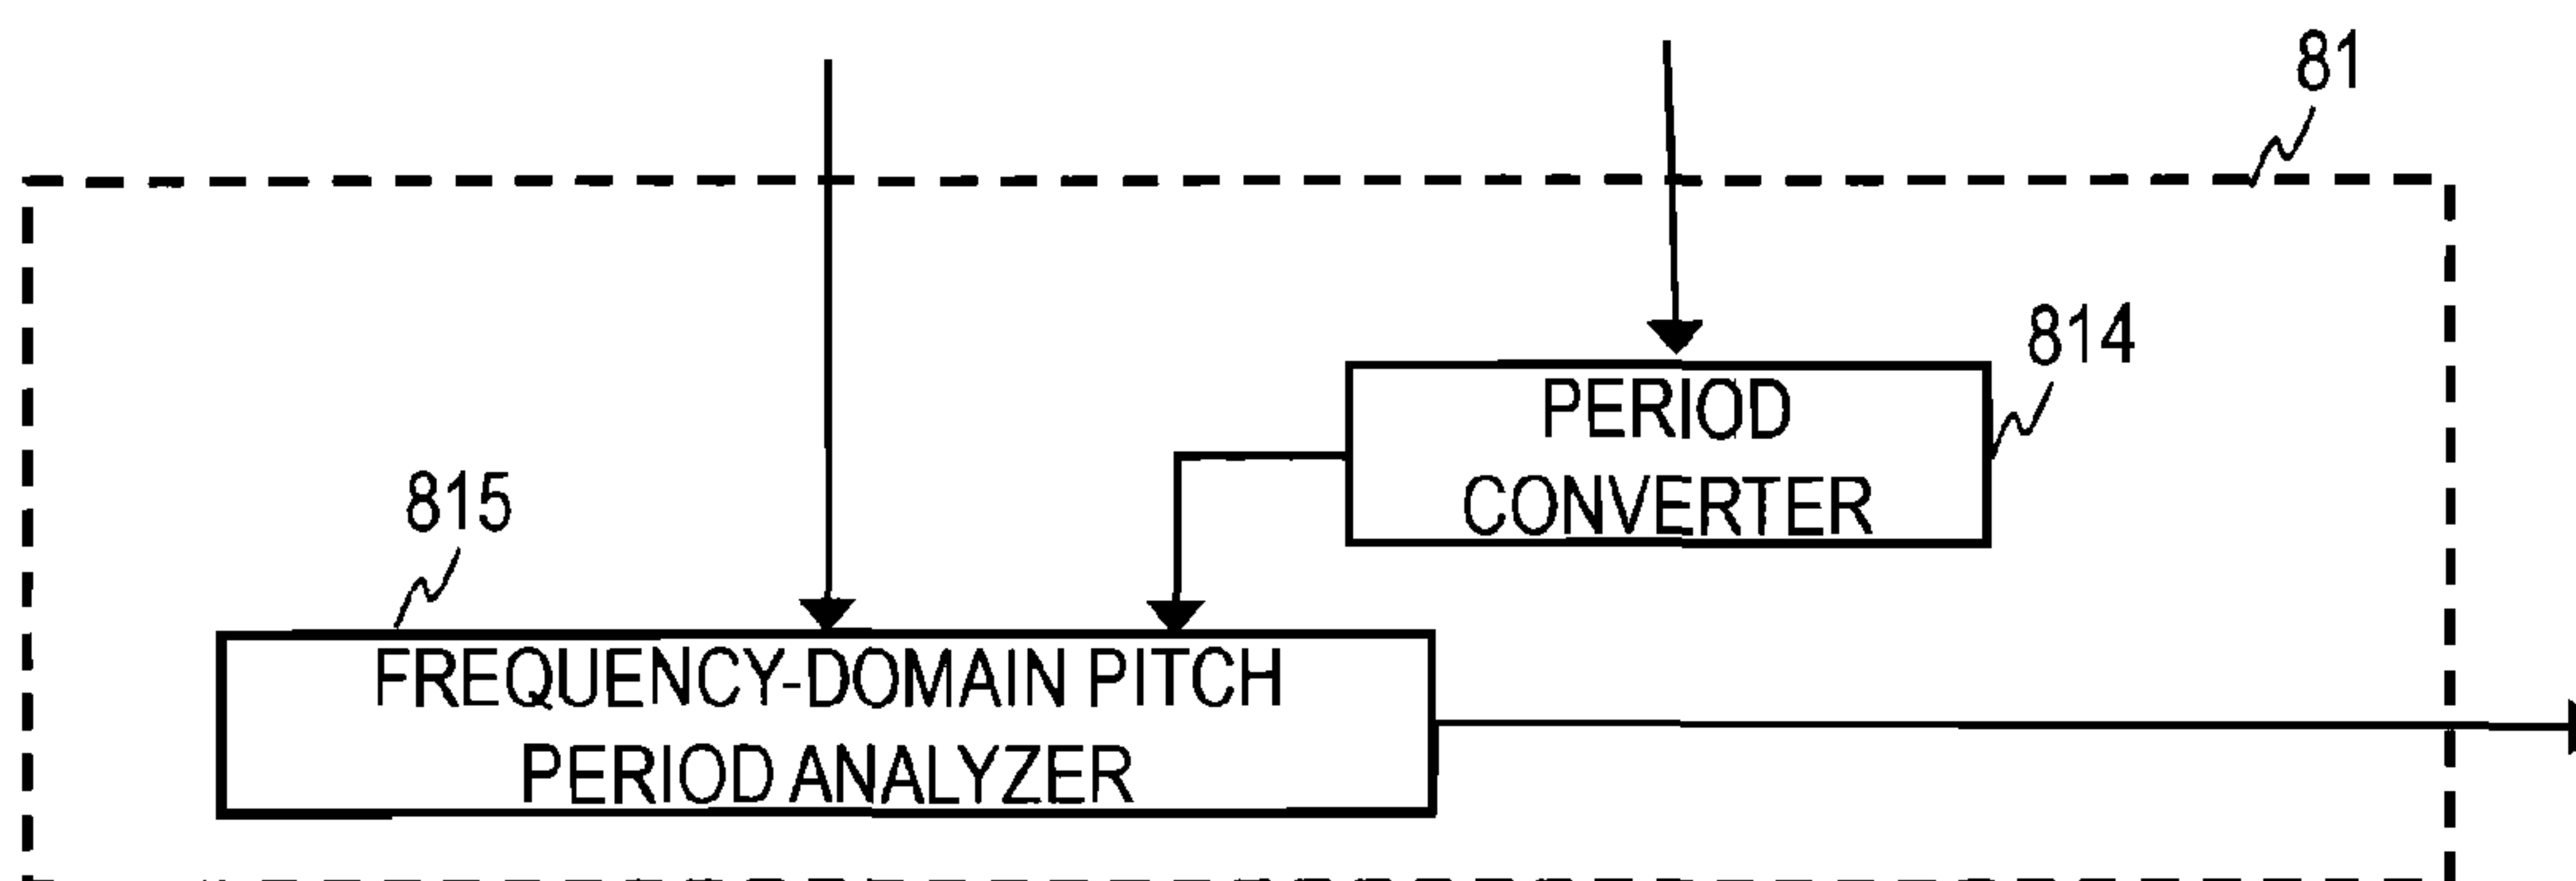 81
814
PERIOD
CONVERTER
815
FREQUENCY-DOMAIN PITCH
PERIOD ANALYZER